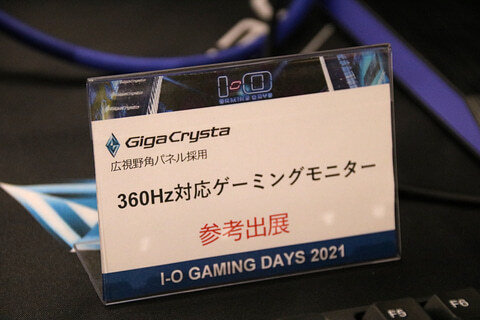 I-O
GigaCrysta
広視野角パネル採用
360Hz対応ゲーミングモニター
参考出展
I-O GAMING DAYS 2021
F5
F6